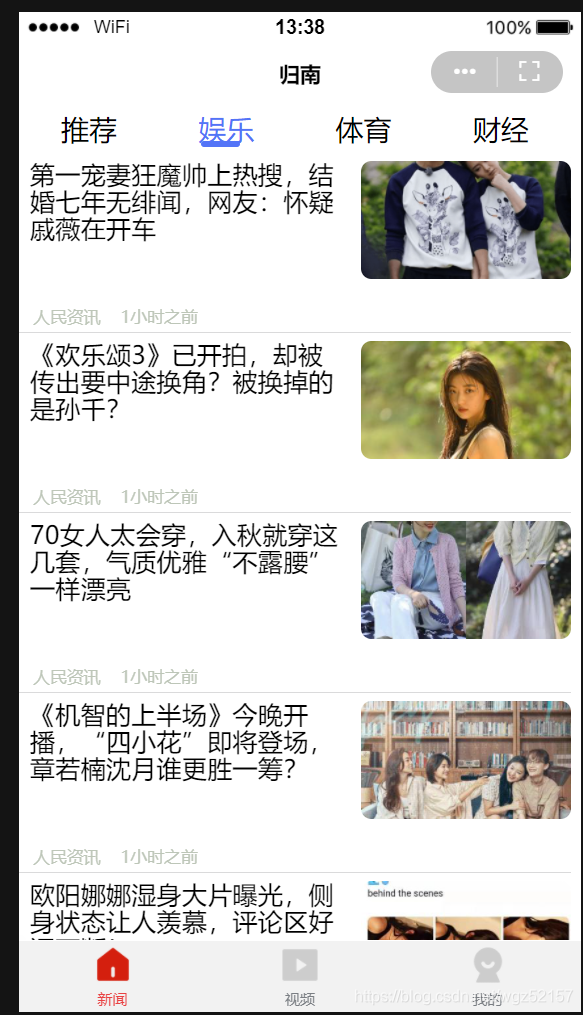 WiFi 13:38 100%
归南
推荐 娱乐 体育 财经
第一宠妻狂魔帅上热搜，结
婚七年无绯闻，网友：怀疑
戚薇在开车
人民资讯 1小时之前
《欢乐颂3》已开拍，却被
传出要中途换角？被换掉的
是孙千？
人民资讯 1小时之前
70女人太会穿，入秋就穿这
几套，气质优雅“不露腰”
一样漂亮
人民资讯 1小时之前
《机智的上半场》今晚开
播，“四小花”即将登场，
章若楠沈月谁更胜一筹？
人民资讯 1小时之前
欧阳娜娜湿身大片曝光，侧
身状态让人羡慕，评论区好
behind the scenes
新闻 视频 我的